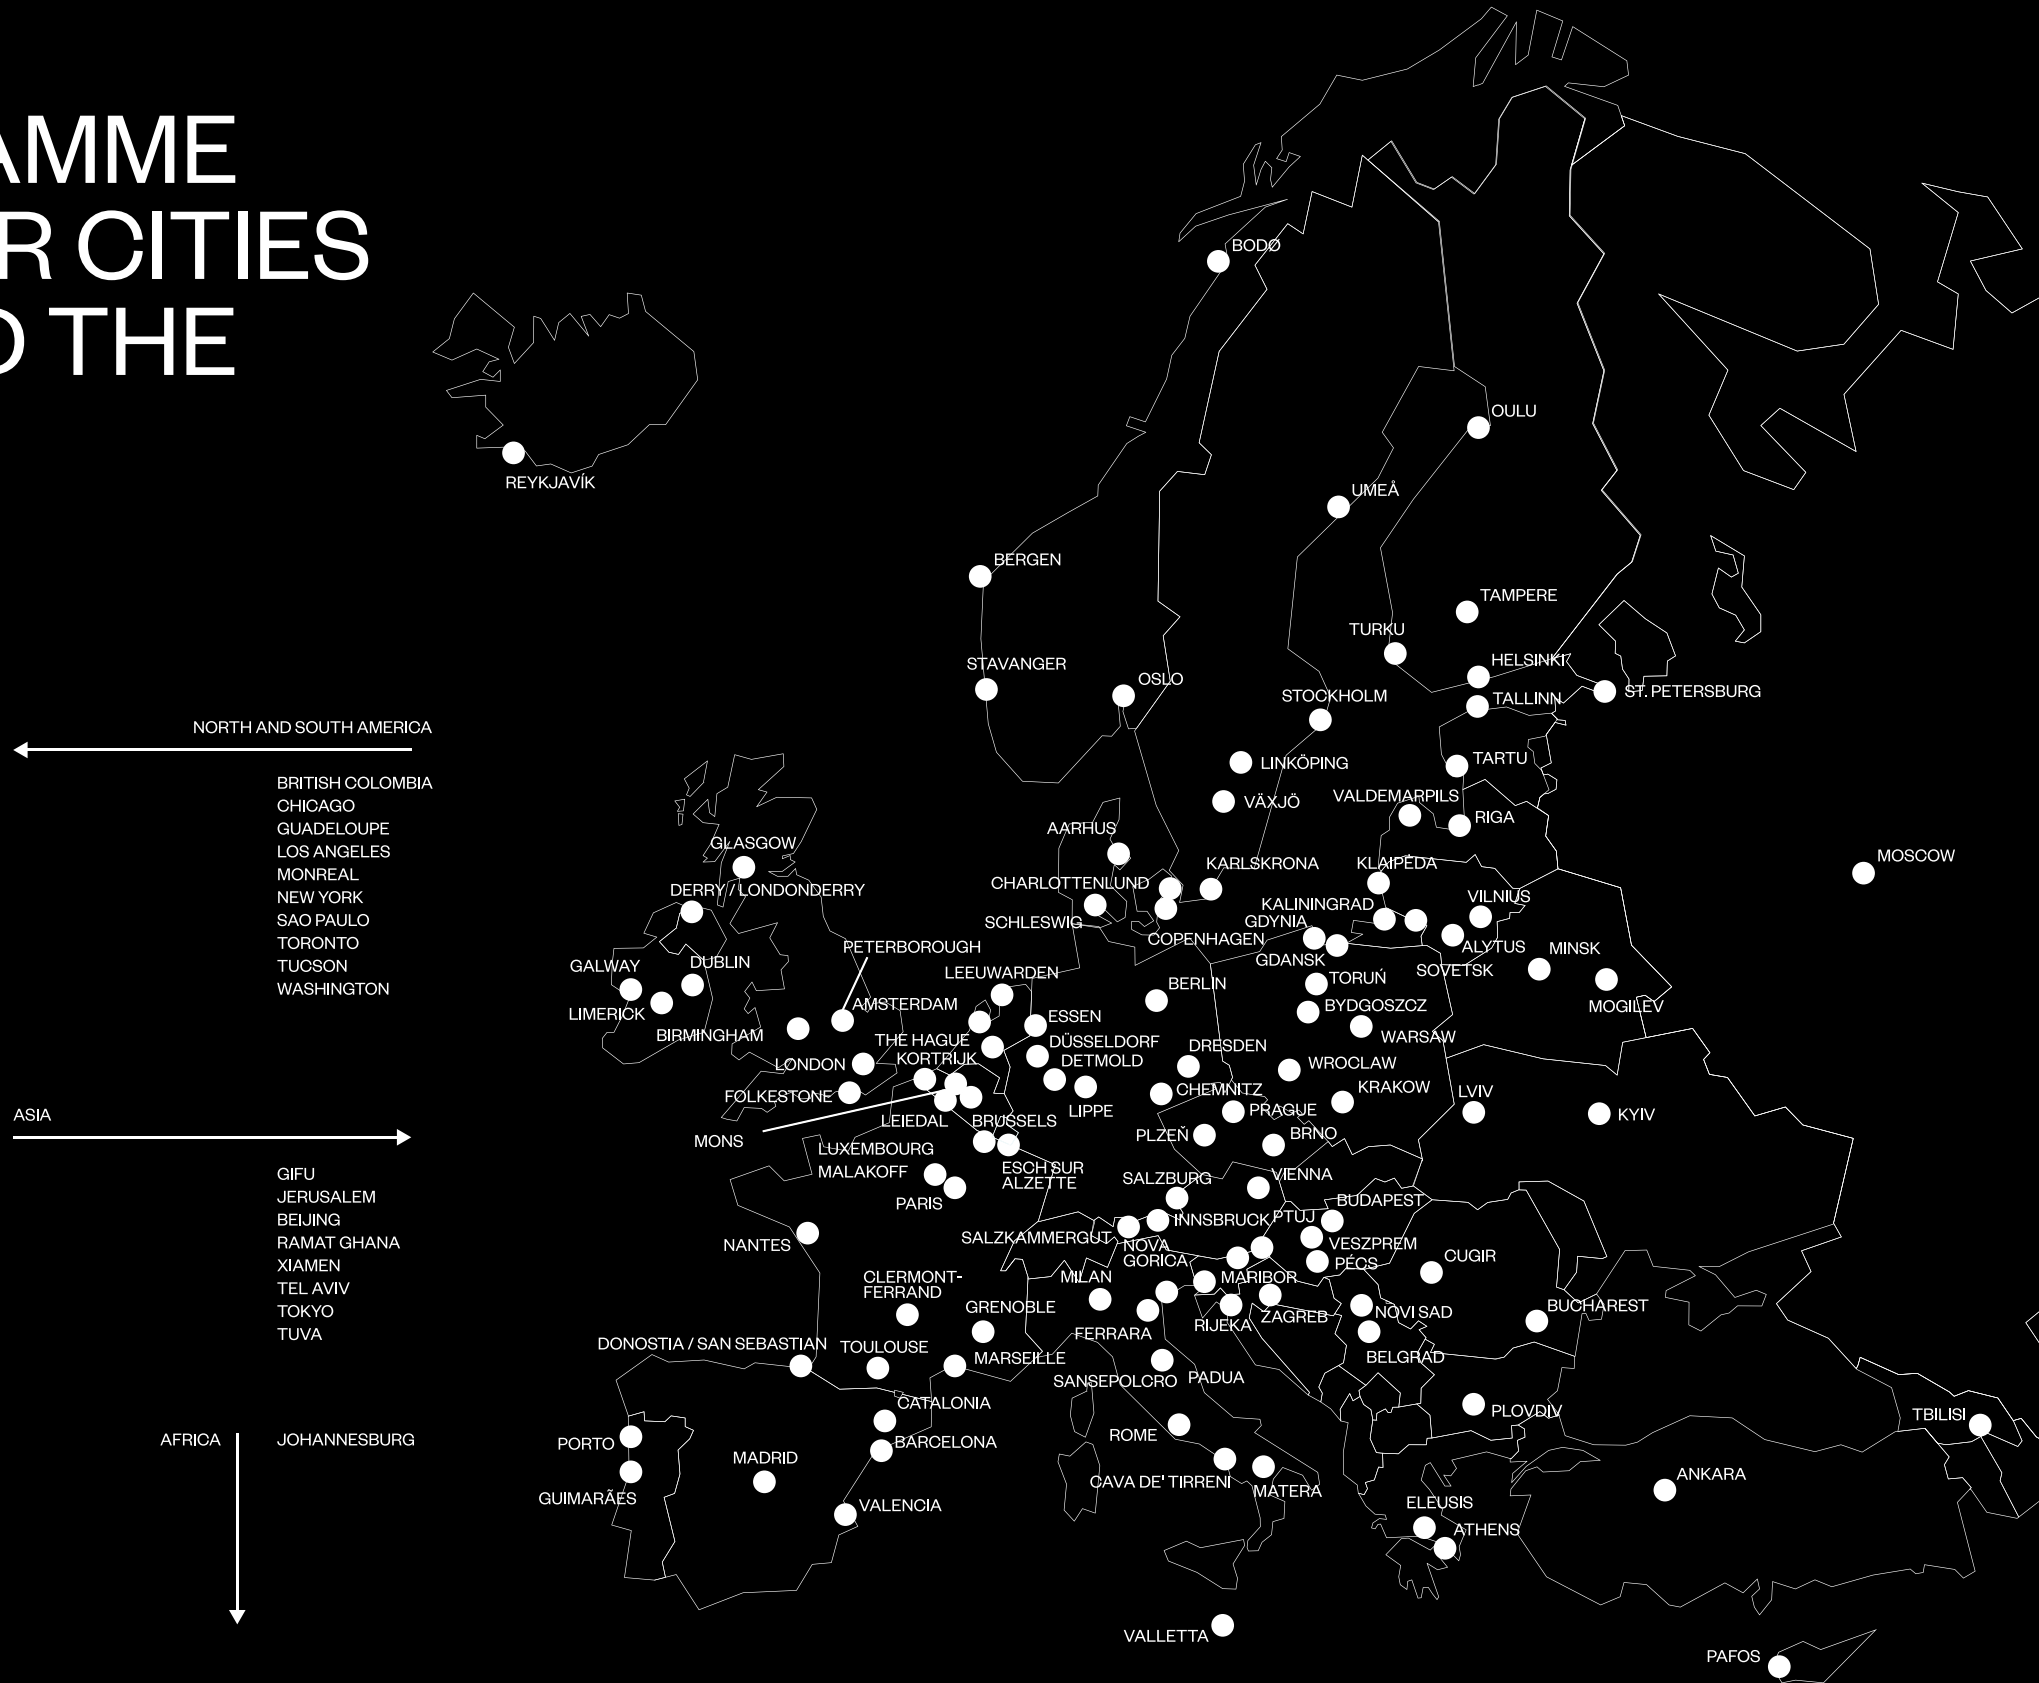 AMME
R CITIES
O THE
NORTH AND SOUTH AMERICA
BRITISH COLOMBIA
CHICAGO
GUADELOUPE
LOS ANGELES
MONREAL
NEW YORK
SAO PAULO
TORONTO
TUCSON
WASHINGTON
ASIA
GIFU
JERUSALEM
BEIJING
RAMAT GHANA
XIAMEN
TEL AVIV
TOKYO
TUVA
AFRICA
JOHANNESBURG
REYKJAVÍK
BODØ
OULU
UMEÅ
BERGEN
TAMPERE
TURKU
STAVANGER
OSLO
HELSINKI
STOCKHOLM
TALLINN
ST. PETERSBURG
LINKÖPING
TARTU
VÄXJÖ
VALDEMARPILS
RIGA
AARHUS
GLASGOW
MOSCOW
KARLSKRONA
KLAIPĖDA
CHARLOTTENLUND
DERRY / LONDONDERRY
VILNIUS
KALININGRAD
SCHLESWIG
GDYNIA
COPENHAGEN
ALYTUS
PETERBOROUGH
MINSK
GDANSK
DUBLIN
GALWAY
LEEUWARDEN
SOVETSK
BERLIN
TORUŃ
AMSTERDAM
BYDGOSZCZ
MOGILEV
LIMERICK
ESSEN
BIRMINGHAM
WARSAW
THE HAGUE
DÜSSELDORF
DRESDEN
KORTRIJK
DETMOLD
LONDON
WROCLAW
CHEMNITZ
KRAKOW
LVIV
FOLKESTONE
LIPPE
PRAGUE
KYIV
LEIEDAL
BRUSSELS
MONS
PLZEŇ
BRNO
LUXEMBOURG
MALAKOFF
ESCH SUR
ALZETTE
SALZBURG
VIENNA
PARIS
BUDAPEST
INNSBRUCK
PTUJ
SALZKAMMERGUT
NANTES
NOVA
GORICA
VESZPREM
CUGIR
PÉCS
CLERMONT-
FERRAND
MILAN
MARIBOR
GRENOBLE
BUCHAREST
NOVI SAD
ZAGREB
RIJEKA
FERRARA
DONOSTIA / SAN SEBASTIAN
TOULOUSE
MARSEILLE
BELGRAD
SANSEPOLCRO
PADUA
CATALONIA
PLOVDIV
TBILISI
ROME
PORTO
BARCELONA
MADRID
ANKARA
CAVA DE' TIRRENI
MATERA
GUIMARÃES
VALENCIA
ELEUSIS
ATHENS
VALLETTA
PAFOS